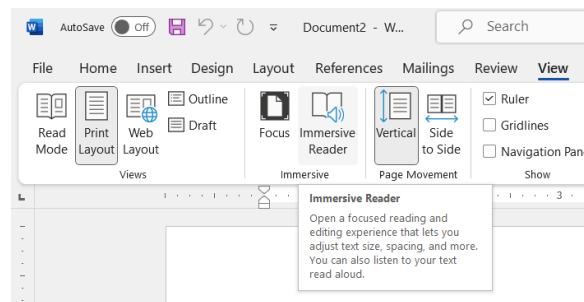 AutoSave Off Document2 - W... Search
File Home Insert Design Layout References Mailings Review View
Read Mode
Print Layout
Web Layout
Outline
Draft
Views
Focus
Immersive Reader
Immersive
Vertical
Side to Side
Page Movement
Ruler
Gridlines
Navigation Pan
Show
3
Immersive Reader
Open a focused reading and
editing experience that lets you
adjust text size, spacing, and more.
You can also listen to your text
read aloud.